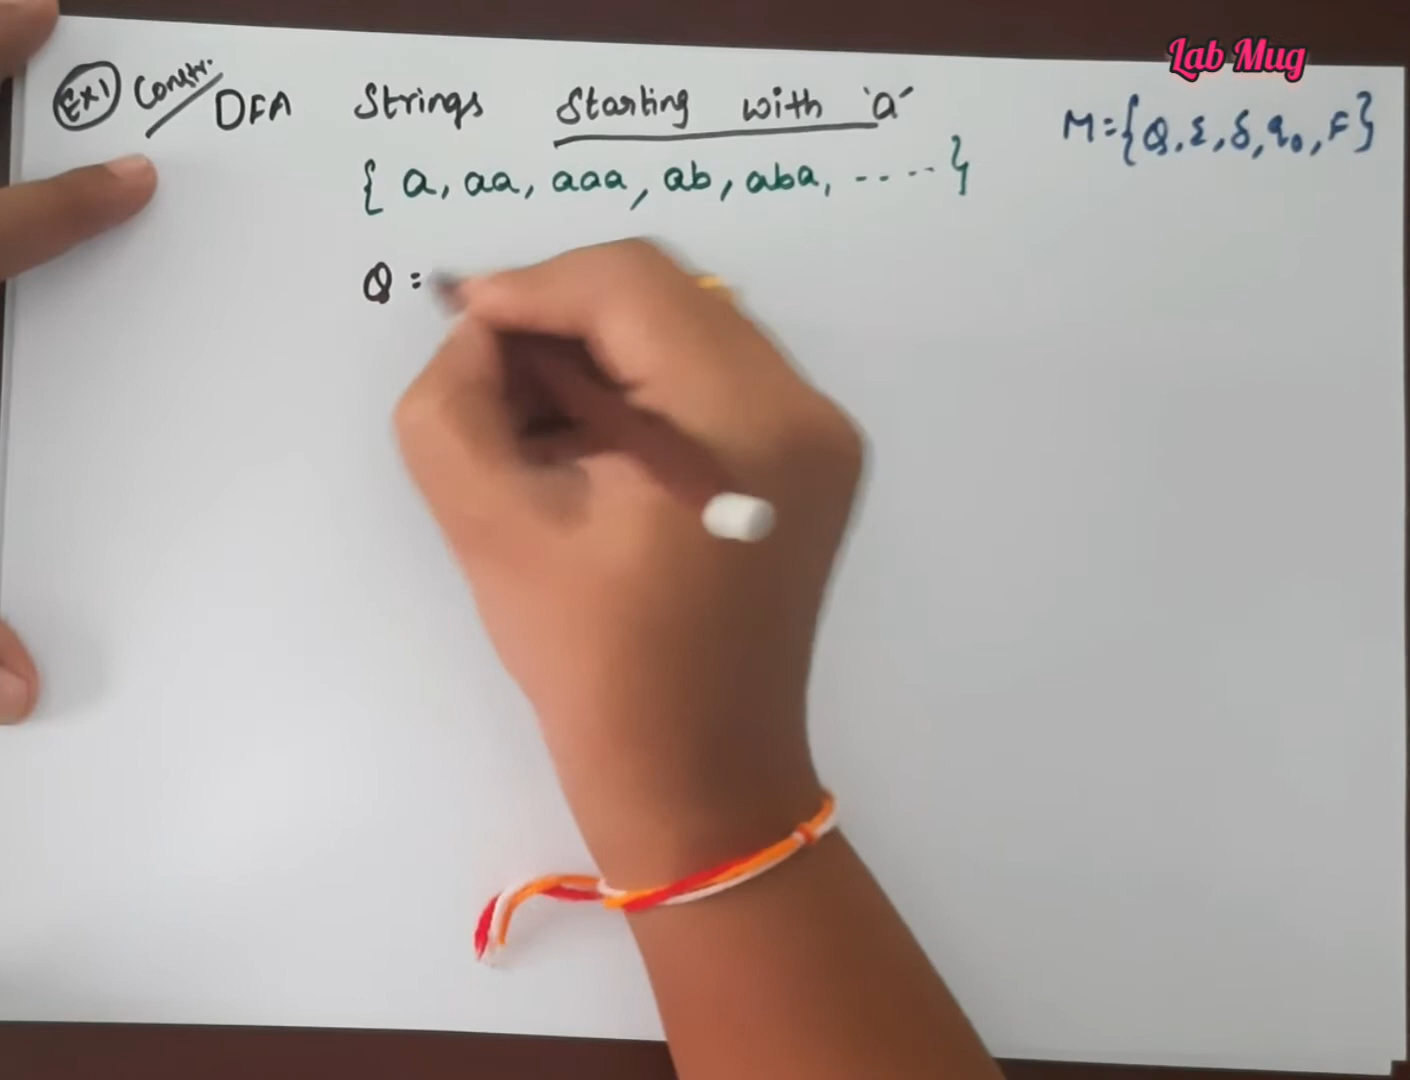 Lab Mug
Ex1 Constr. DFA Strings Starting with 'a' M={Q,Σ,δ,q₀,F}
{ a, aa, aaa, ab, aba, ----}
Q =